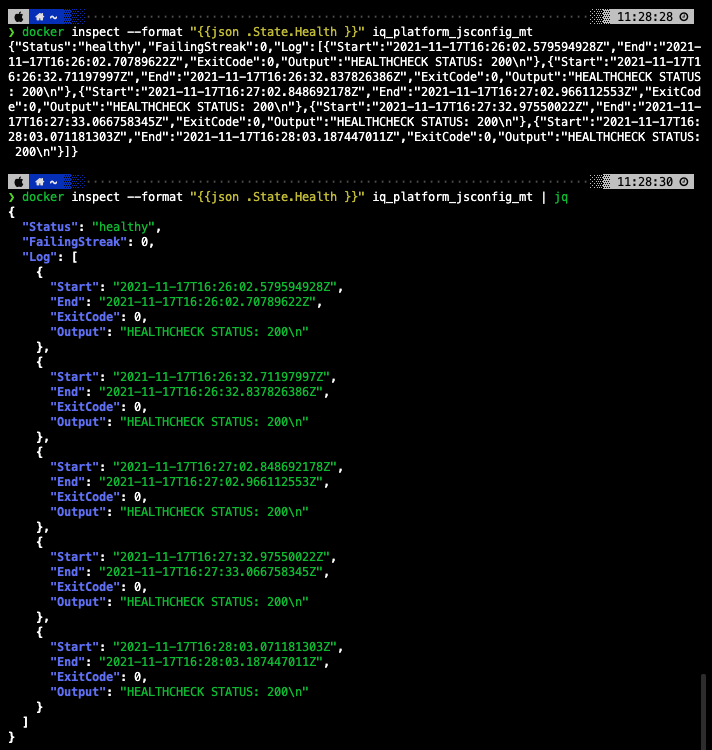 ~ 11:28:28
❯ docker inspect --format "{{json .State.Health }}" iq_platform_jsconfig_mt
{"Status":"healthy","FailingStreak":0,"Log":[{"Start":"2021-11-17T16:26:02.579594928Z","End":"2021-
11-17T16:26:02.70789622Z","ExitCode":0,"Output":"HEALTHCHECK STATUS: 200\n"},{"Start":"2021-11-17T1
6:26:32.71197997Z","End":"2021-11-17T16:26:32.837826386Z","ExitCode":0,"Output":"HEALTHCHECK STATUS
: 200\n"},{"Start":"2021-11-17T16:27:02.848692178Z","End":"2021-11-17T16:27:02.966112553Z","ExitCod
e":0,"Output":"HEALTHCHECK STATUS: 200\n"},{"Start":"2021-11-17T16:27:32.97550022Z","End":"2021-11-
17T16:27:33.066758345Z","ExitCode":0,"Output":"HEALTHCHECK STATUS: 200\n"},{"Start":"2021-11-17T16:
28:03.071181303Z","End":"2021-11-17T16:28:03.187447011Z","ExitCode":0,"Output":"HEALTHCHECK STATUS:
 200\n"}]}
~ 11:28:30
❯ docker inspect --format "{{json .State.Health }}" iq_platform_jsconfig_mt | jq
{
  "Status": "healthy",
  "FailingStreak": 0,
  "Log": [
    {
      "Start": "2021-11-17T16:26:02.579594928Z",
      "End": "2021-11-17T16:26:02.70789622Z",
      "ExitCode": 0,
      "Output": "HEALTHCHECK STATUS: 200\n"
    },
    {
      "Start": "2021-11-17T16:26:32.71197997Z",
      "End": "2021-11-17T16:26:32.837826386Z",
      "ExitCode": 0,
      "Output": "HEALTHCHECK STATUS: 200\n"
    },
    {
      "Start": "2021-11-17T16:27:02.848692178Z",
      "End": "2021-11-17T16:27:02.966112553Z",
      "ExitCode": 0,
      "Output": "HEALTHCHECK STATUS: 200\n"
    },
    {
      "Start": "2021-11-17T16:27:32.97550022Z",
      "End": "2021-11-17T16:27:33.066758345Z",
      "ExitCode": 0,
      "Output": "HEALTHCHECK STATUS: 200\n"
    },
    {
      "Start": "2021-11-17T16:28:03.071181303Z",
      "End": "2021-11-17T16:28:03.187447011Z",
      "ExitCode": 0,
      "Output": "HEALTHCHECK STATUS: 200\n"
    }
  ]
}